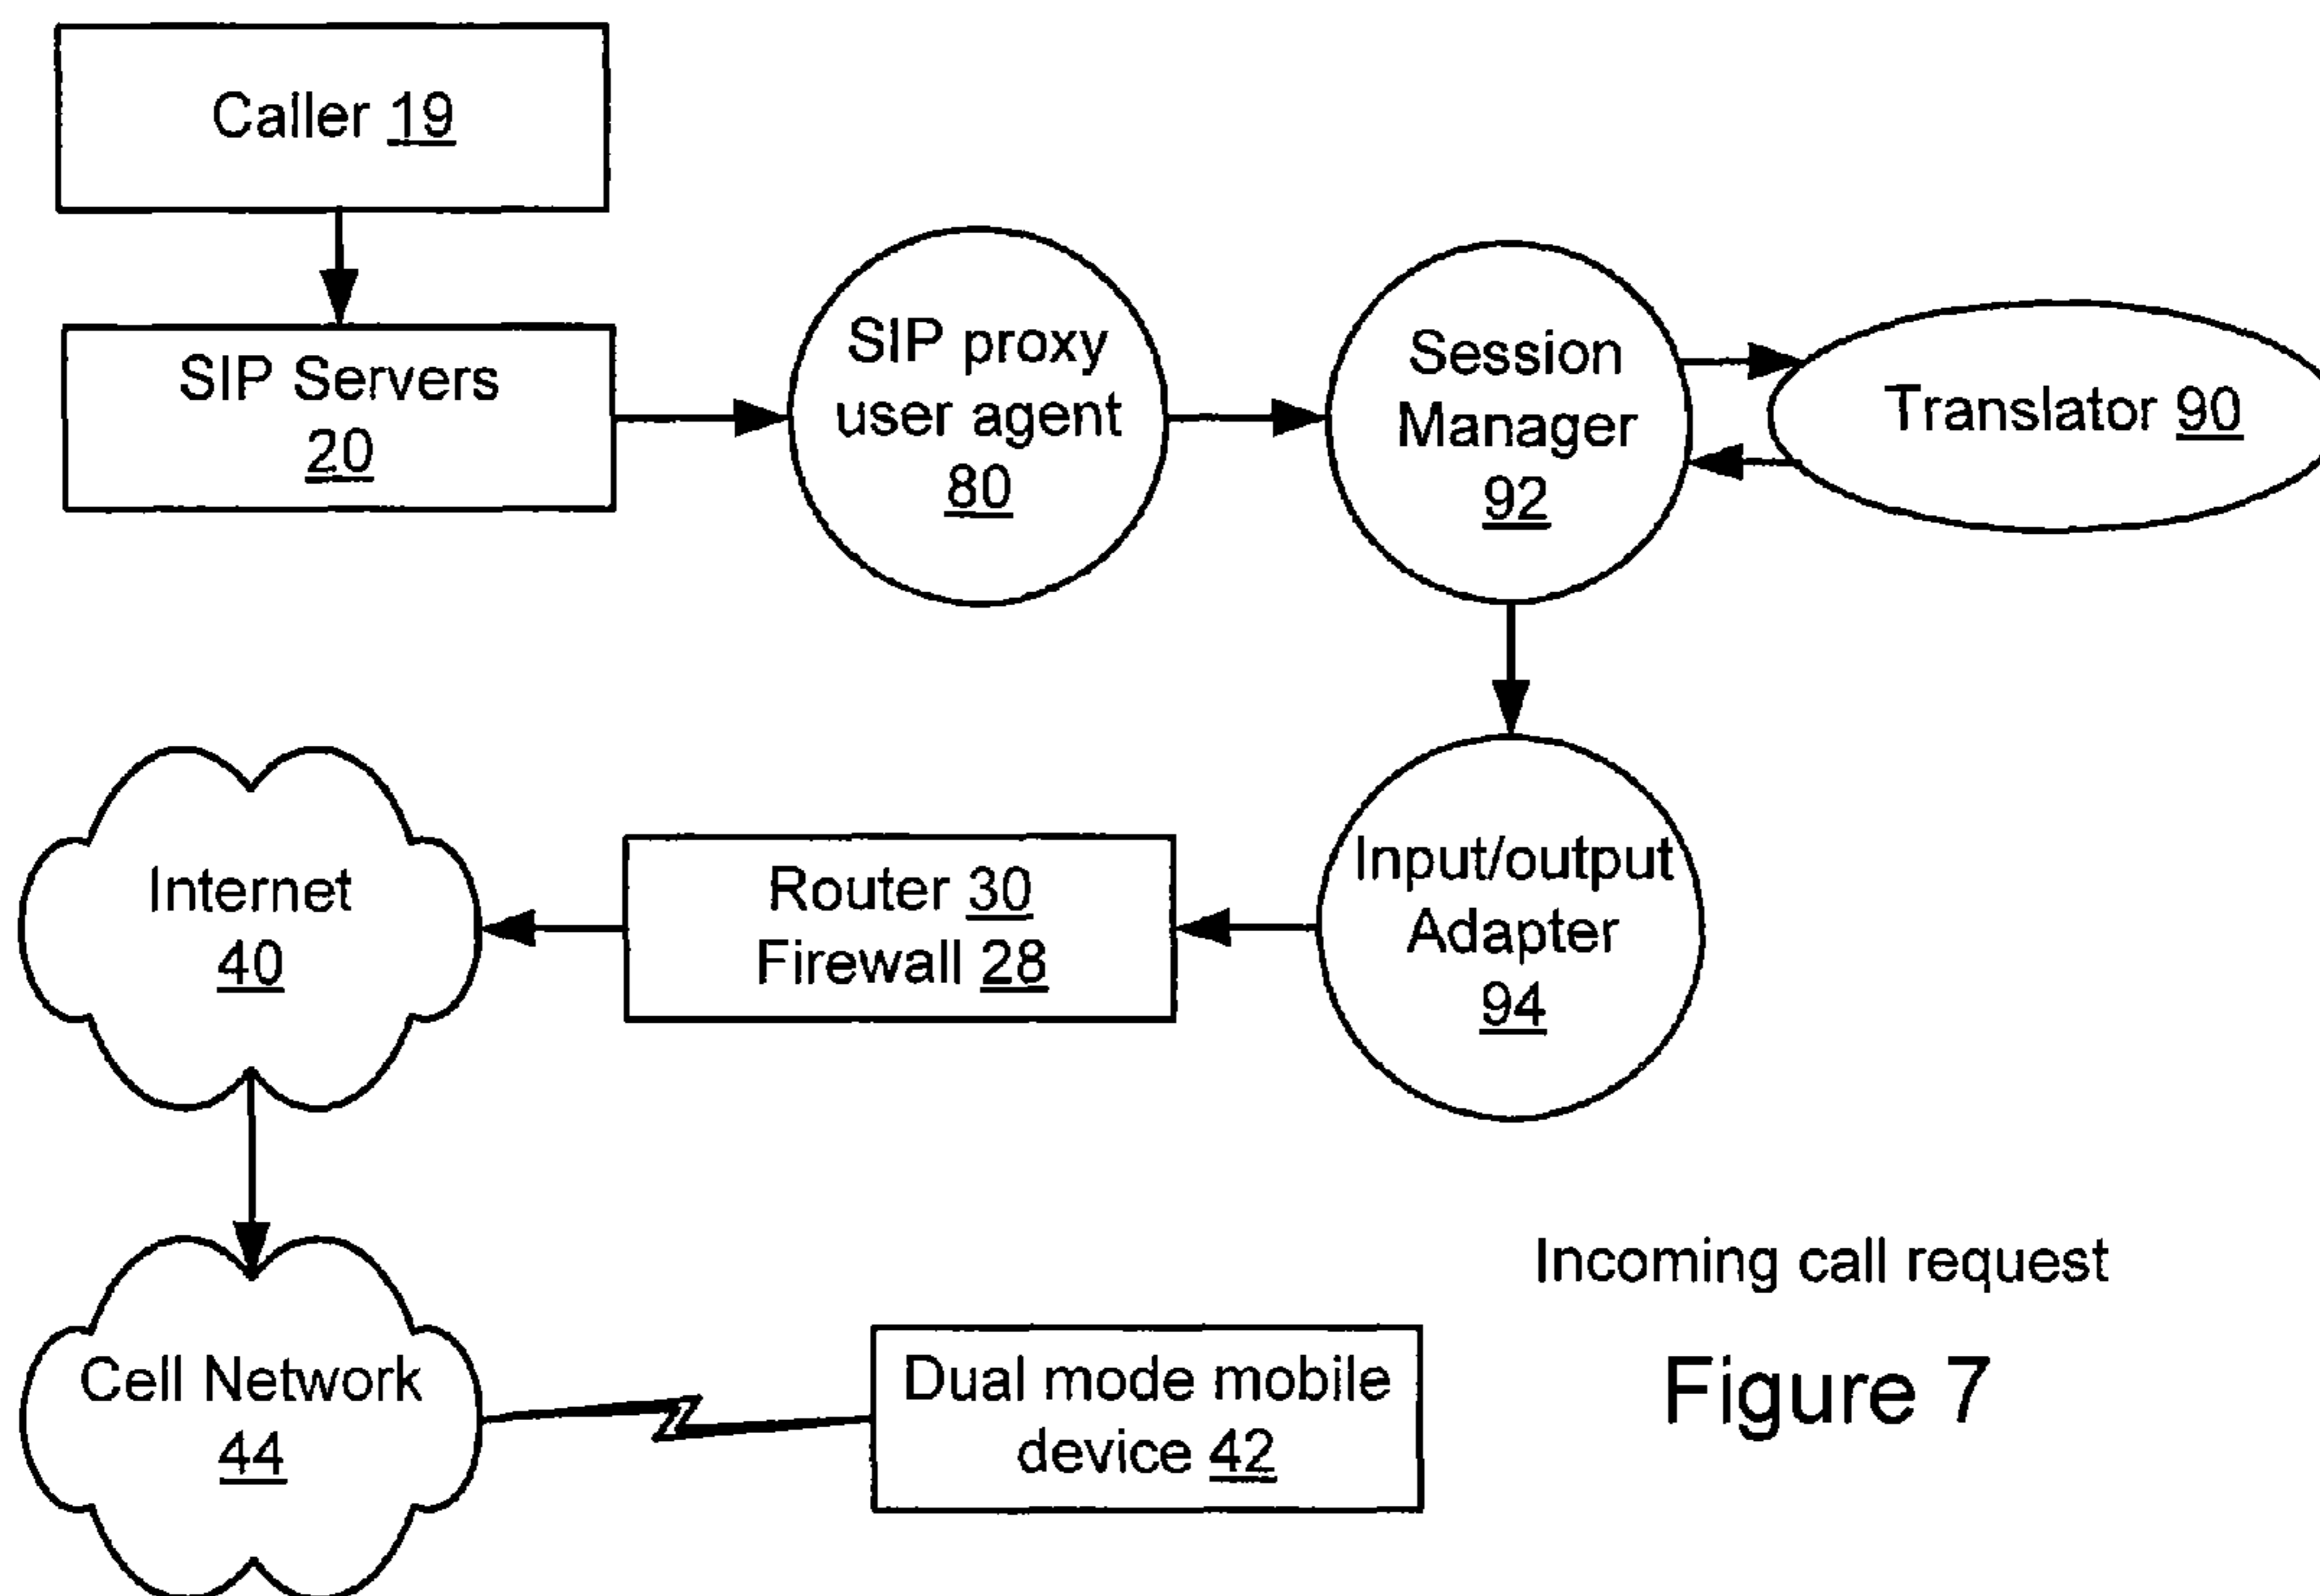 Caller 19
SIP Servers
20
SIP proxy
user agent
80
Session
Manager
92
Translator 90
Internet
40
Router 30
Firewall 28
Input/output
Adapter
94
Cell Network
44
Dual mode mobile
device 42
Incoming call request
Figure 7